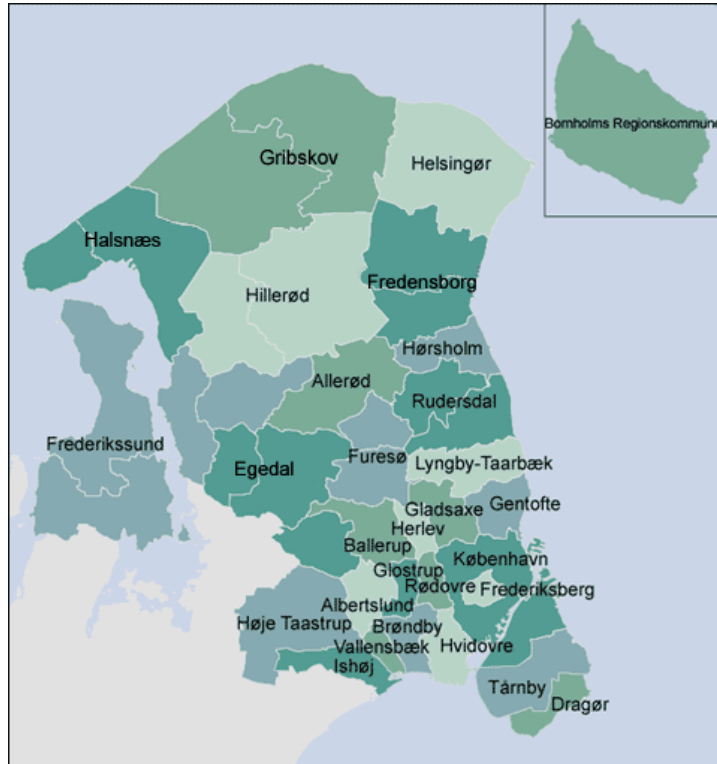 Bornholms Regionskommune
Gribskov
Helsingør
Halsnæs
Fredensborg
Hillerød
Hørsholm
Allerød
Rudersdal
Frederikssund
Egedal
Furesø
Lyngby-Taarbæk
Gladsaxe
Gentofte
Herlev
Ballerup
København
Glostrup
Rødovre
Frederiksberg
Albertslund
Høje Taastrup
Brøndby
Hvidovre
Vallensbæk
Ishøj
Tårnby
Dragør